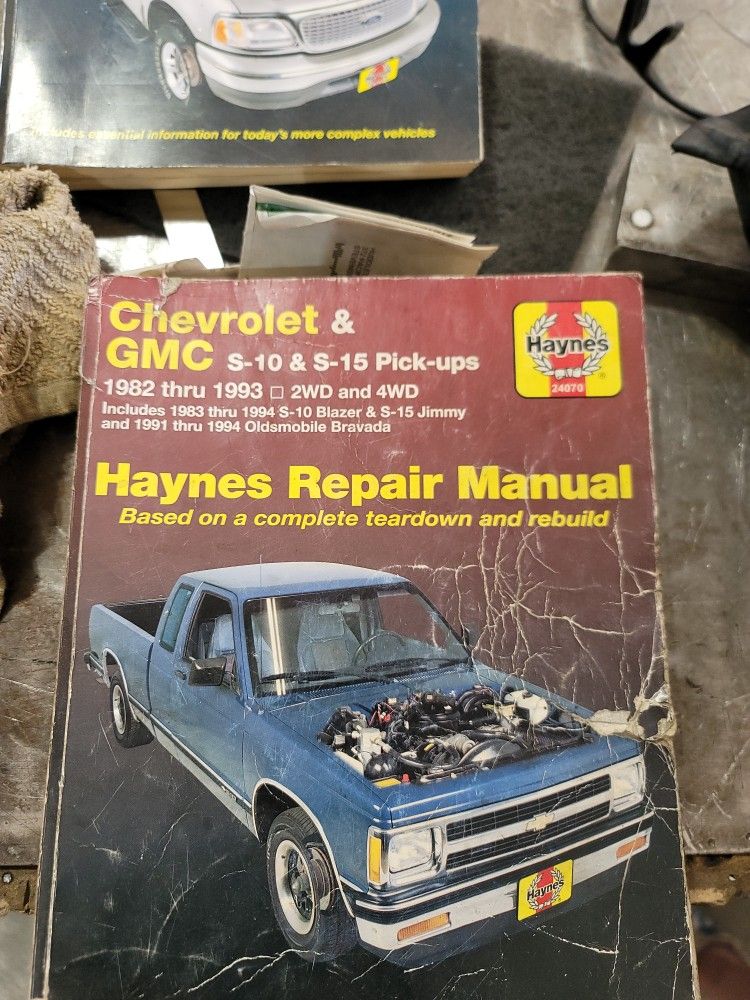 Includes essential information for today's more complex vehicles
Chevrolet &
GMC S-10 & S-15 Pick-ups
1982 thru 1993 □ 2WD and 4WD
Includes 1983 thru 1994 S-10 Blazer & S-15 Jimmy
and 1991 thru 1994 Oldsmobile Bravada
Haynes
®
24070
Haynes Repair Manual
Based on a complete teardown and rebuild
Haynes